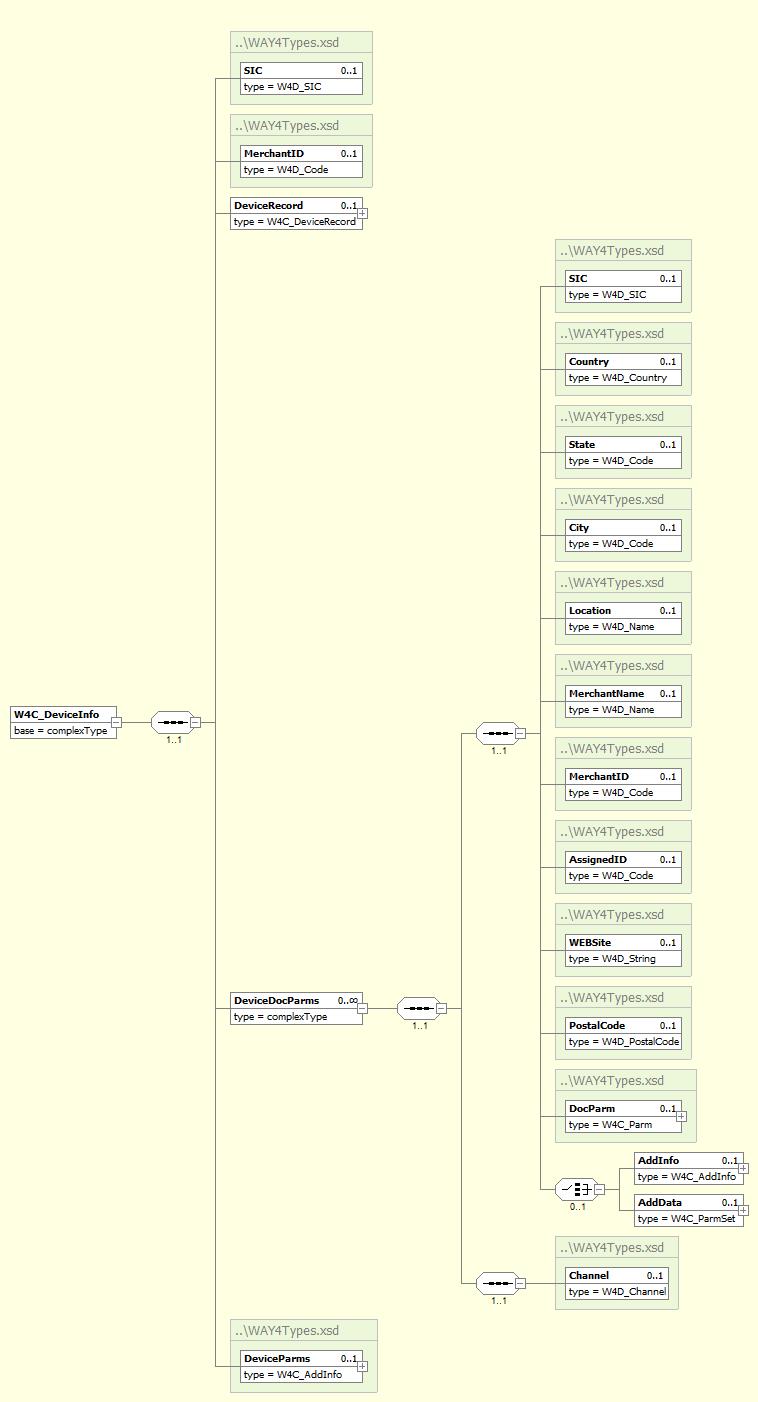 ..\WAY4Types.xsd
SIC 0..1
type = W4D_SIC
..\WAY4Types.xsd
MerchantID 0..1
type = W4D_Code
DeviceRecord 0..1
type = W4C_DeviceRecord
..\WAY4Types.xsd
SIC 0..1
type = W4D_SIC
..\WAY4Types.xsd
Country 0..1
type = W4D_Country
..\WAY4Types.xsd
State 0..1
type = W4D_Code
..\WAY4Types.xsd
City 0..1
type = W4D_Code
..\WAY4Types.xsd
Location 0..1
type = W4D_Name
..\WAY4Types.xsd
MerchantName 0..1
type = W4D_Name
W4C_DeviceInfo
base = complexType
1..1
1..1
..\WAY4Types.xsd
MerchantID 0..1
type = W4D_Code
..\WAY4Types.xsd
AssignedID 0..1
type = W4D_Code
..\WAY4Types.xsd
WEBSite 0..1
type = W4D_String
DeviceDocParms 0..∞
type = complexType
1..1
..\WAY4Types.xsd
PostalCode 0..1
type = W4D_PostalCode
..\WAY4Types.xsd
DocParm 0..1
type = W4C_Parm
0..1
AddInfo 0..1
type = W4C_AddInfo
AddData 0..1
type = W4C_ParmSet
1..1
..\WAY4Types.xsd
Channel 0..1
type = W4D_Channel
..\WAY4Types.xsd
DeviceParms 0..1
type = W4C_AddInfo